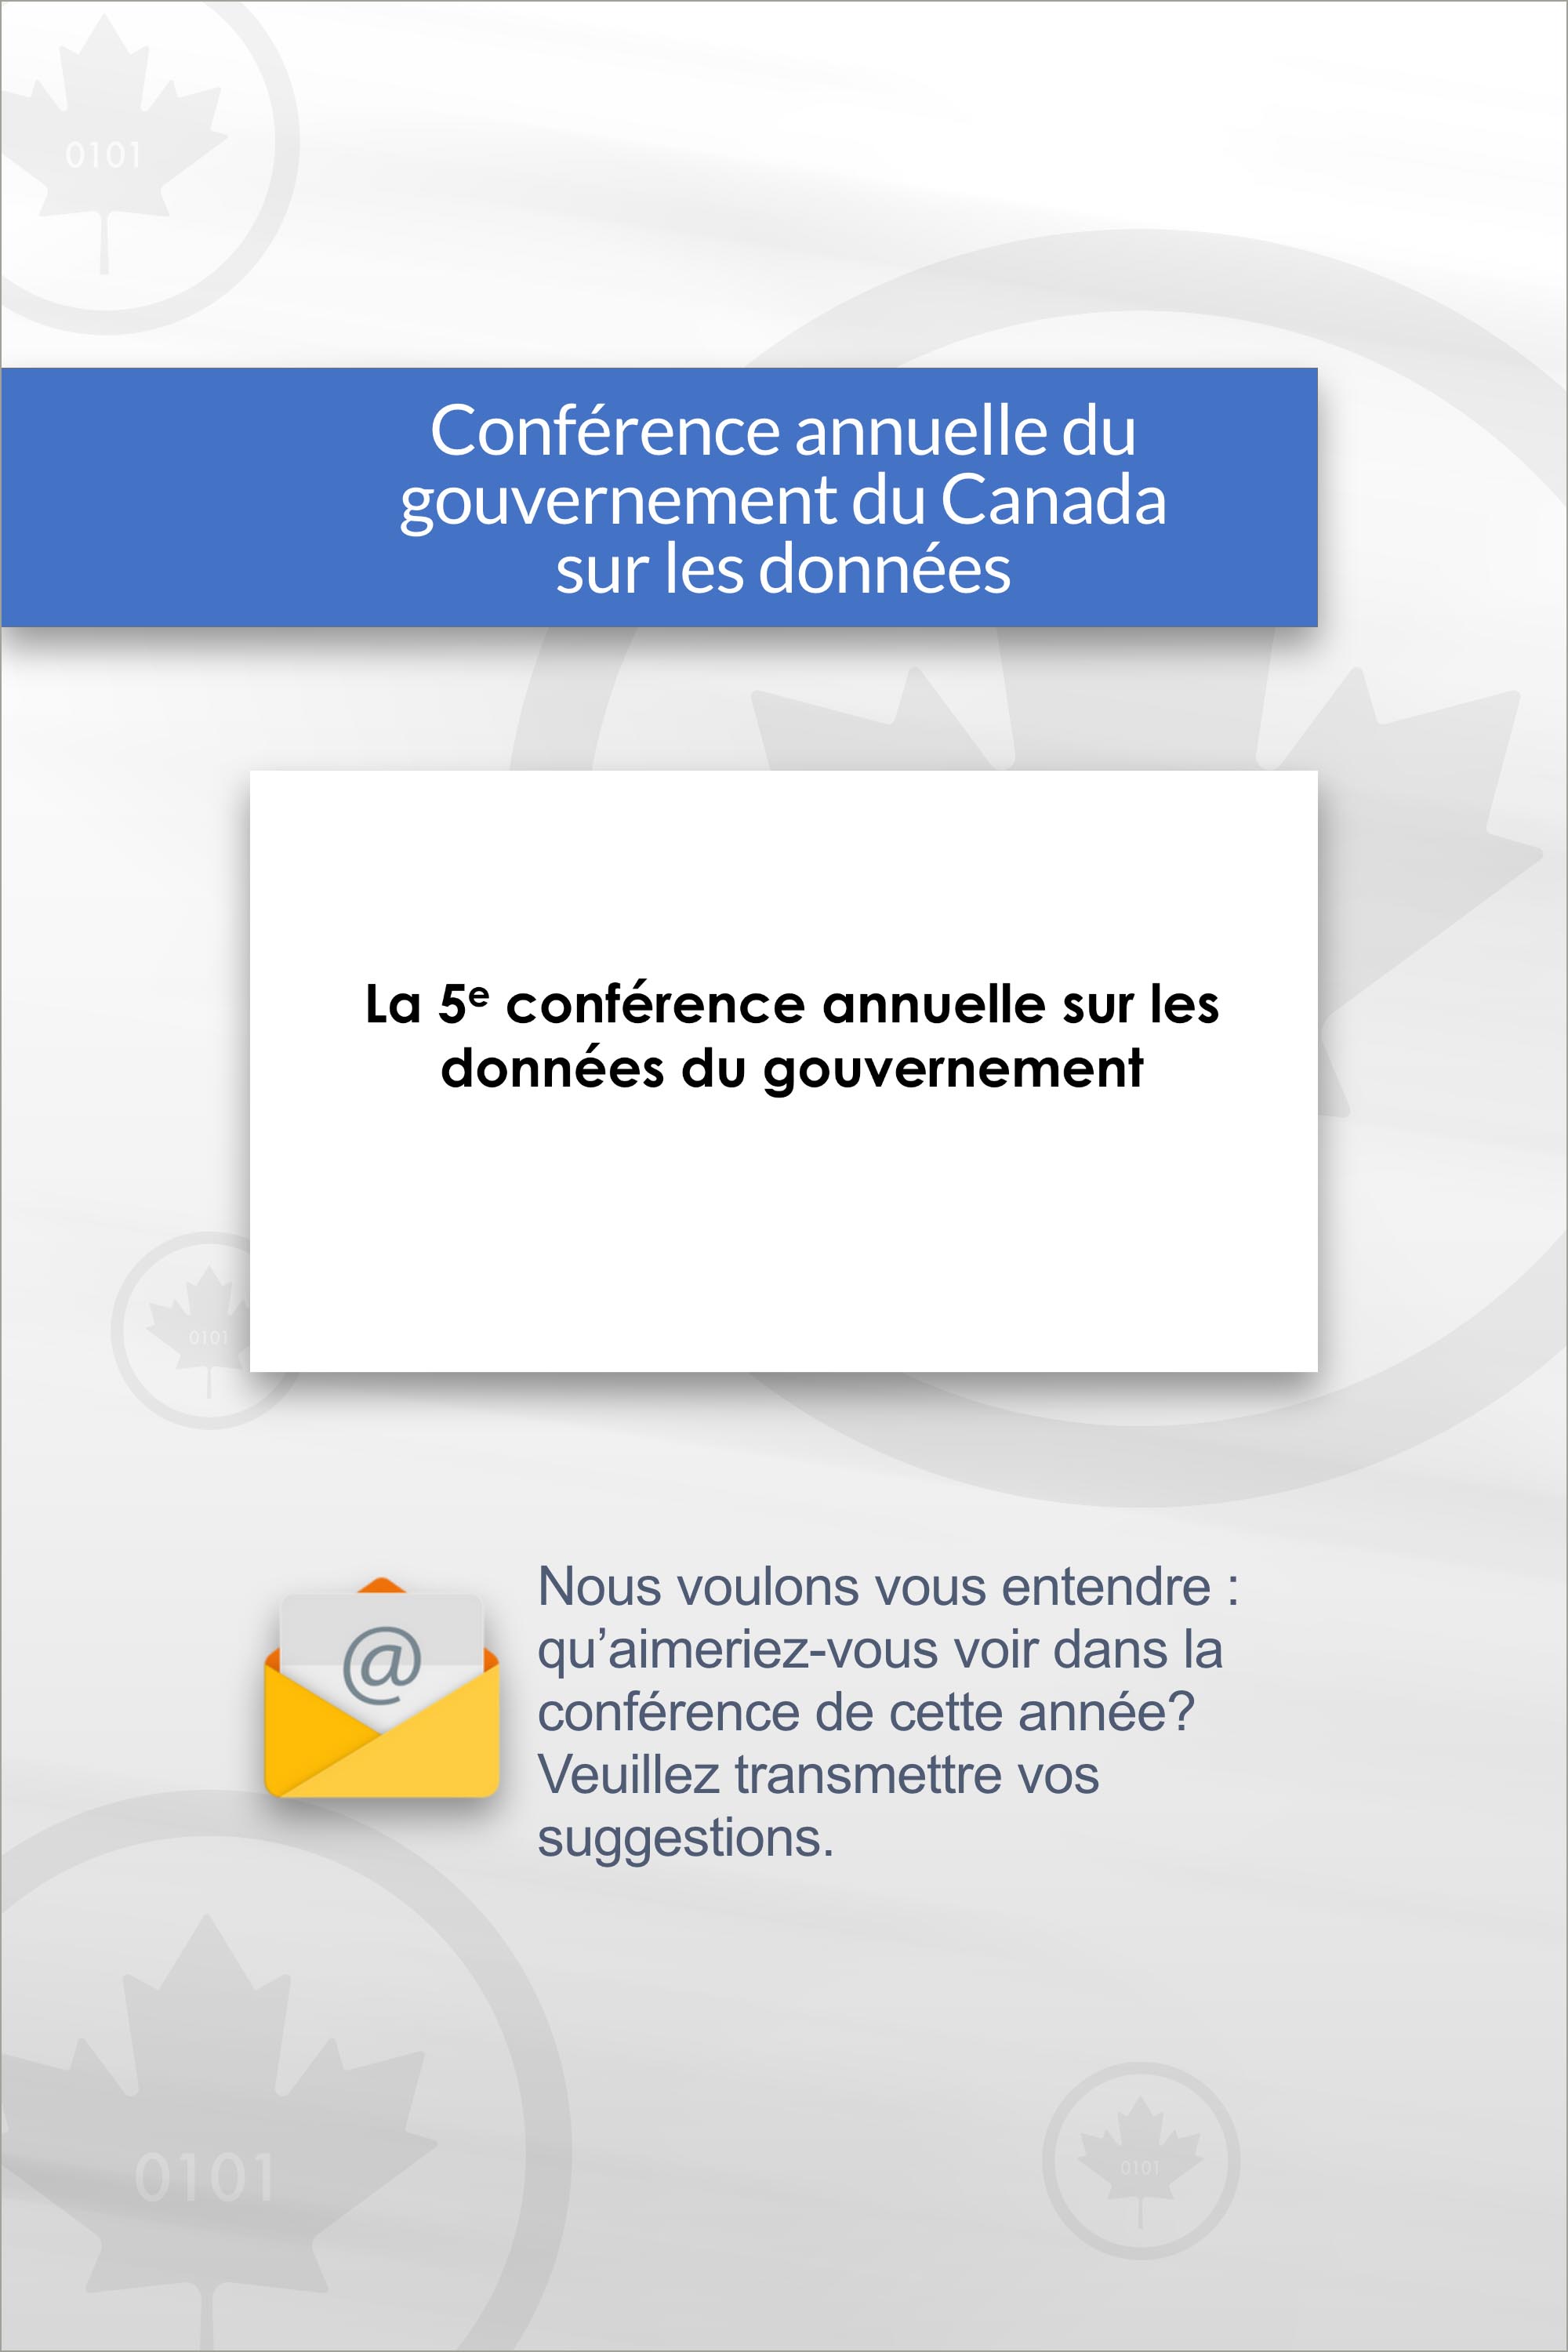 0101
Conférence annuelle du
gouvernement du Canada
sur les données
La 5ᵉ conférence annuelle sur les
données du gouvernement
0101
@
Nous voulons vous entendre :
qu’aimeriez-vous voir dans la
conférence de cette année?
Veuillez transmettre vos
suggestions.
0101
0101